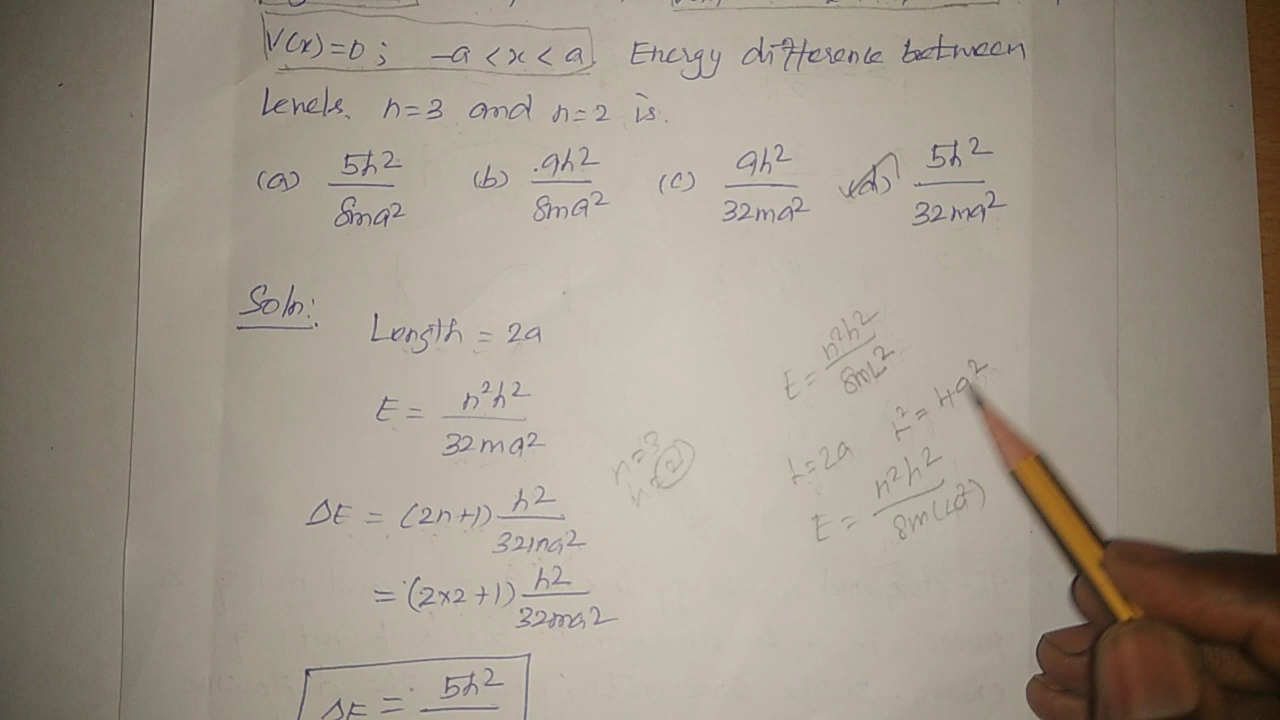 V(x)=0; -a<x<a. Energy difference between
Levels. n=3 and n=2 is.
(a) 5h²/8ma² (b) 9h²/8ma² (c) 9h²/32ma² (d) 5h²/32ma²
Soln:
Length = 2a
E = n²h²/32ma²
ΔE = (2n+1) h²/32ma²
= (2×2+1) h²/32ma²
ΔE = 5h²
E = n²h²/8mL²
L=2a L² = 4a²
E = n²h²/8m(4a²)
n=3
n=2